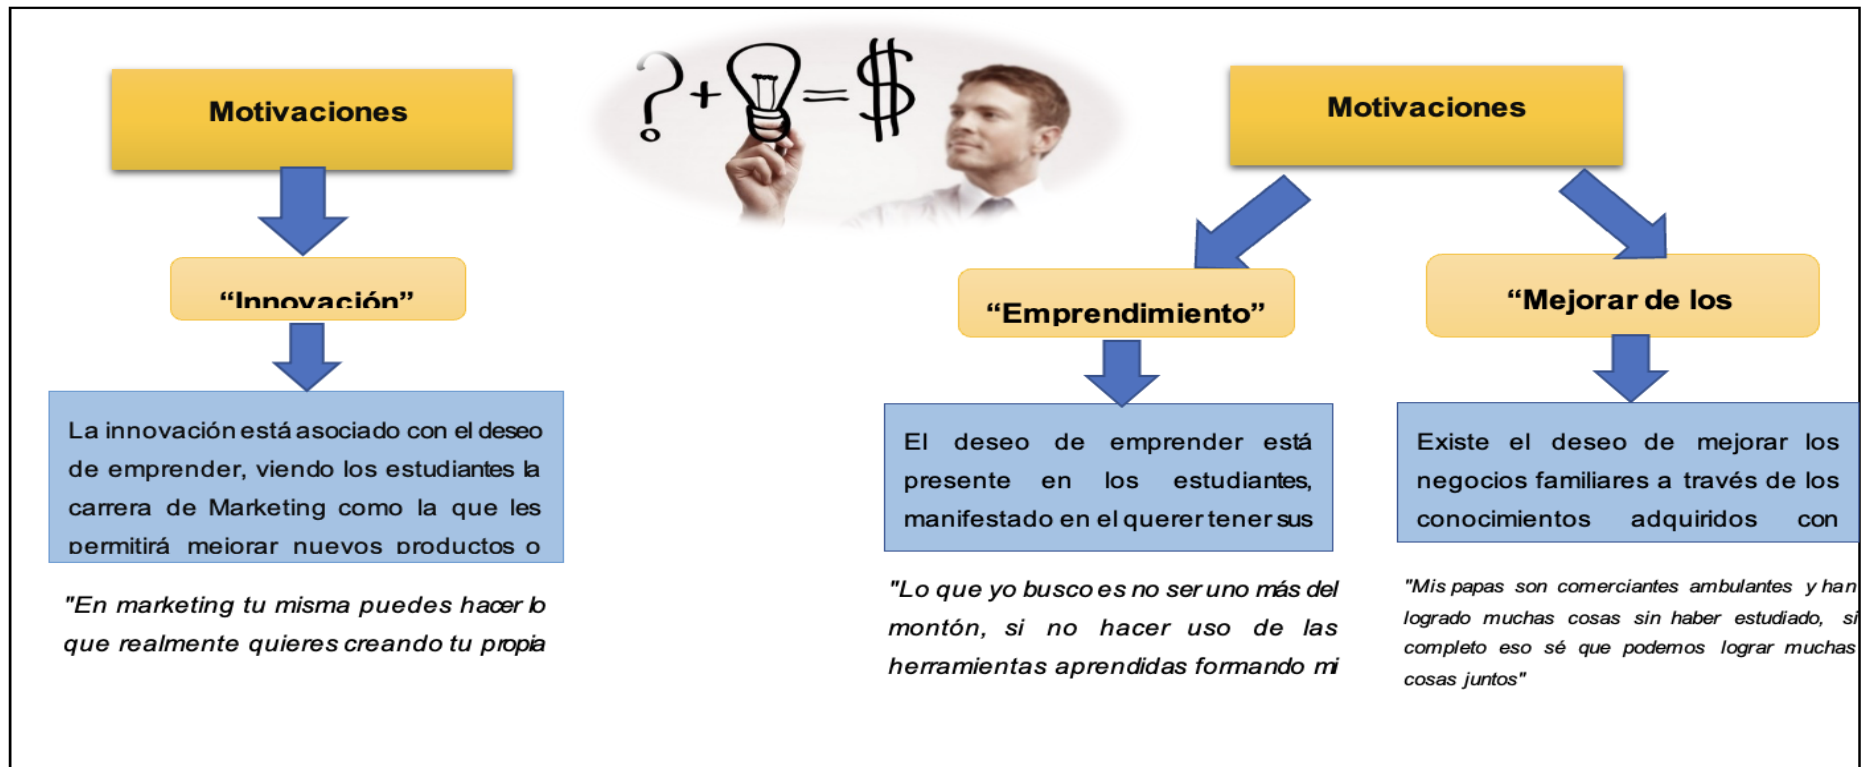 Motivaciones
“Innovación”
La innovación está asociado con el deseo
de emprender, viendo los estudiantes la
carrera de Marketing como la que les
permitirá mejorar nuevos productos o
"En marketing tu misma puedes hacer lo
que realmente quieres creando tu propia
?+=$
Motivaciones
“Emprendimiento”
El deseo de emprender está
presente en los estudiantes,
manifestado en el querer tener sus
"Lo que yo busco es no ser uno más del
montón, si no hacer uso de las
herramientas aprendidas formando mi
“Mejorar de los
Existe el deseo de mejorar los
negocios familiares a través de los
conocimientos adquiridos con
"Mis papas son comerciantes ambulantes y han
logrado muchas cosas sin haber estudiado, si
completo eso sé que podemos lograr muchas
cosas juntos"